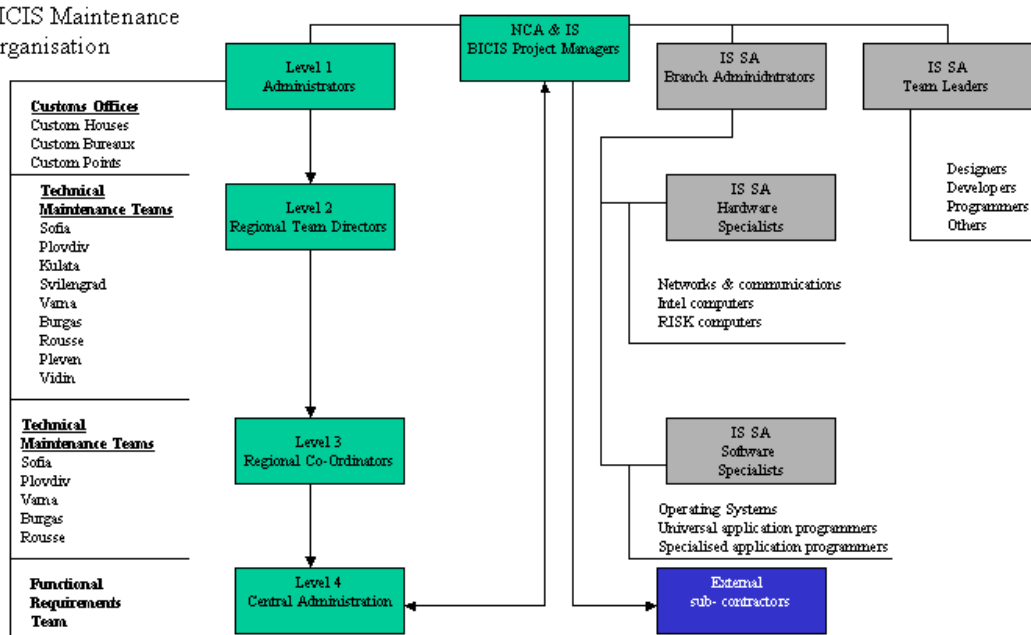 BICIS Maintenance
Organisation
NCA & IS
BICIS Project Managers
Level 1
Administrators
IS SA
Branch Adminidntrators
IS SA
Team Leaders
Customs Offices
Custom Houses
Custom Bureaux
Custom Points
Technical
Maintenance Teams
Sofia
Plovdiv
Kulata
Svilengrad
Varna
Burgas
Rousse
Pleven
Vidin
Level 2
Regional Team Directors
IS SA
Hardware
Specialists
Designers
Developers
Programmers
Others
Networks & communications
Intel computers
RISK computers
Technical
Maintenance Teams
Sofia
Plovdiv
Varna
Burgas
Rousse
Level 3
Regional Co-Ordinators
IS SA
Software
Specialists
Operating Systems
Universal application programmers
Specialised application programmers
Functional
Requirements
Team
Level 4
Central Administration
External
sub- contractors